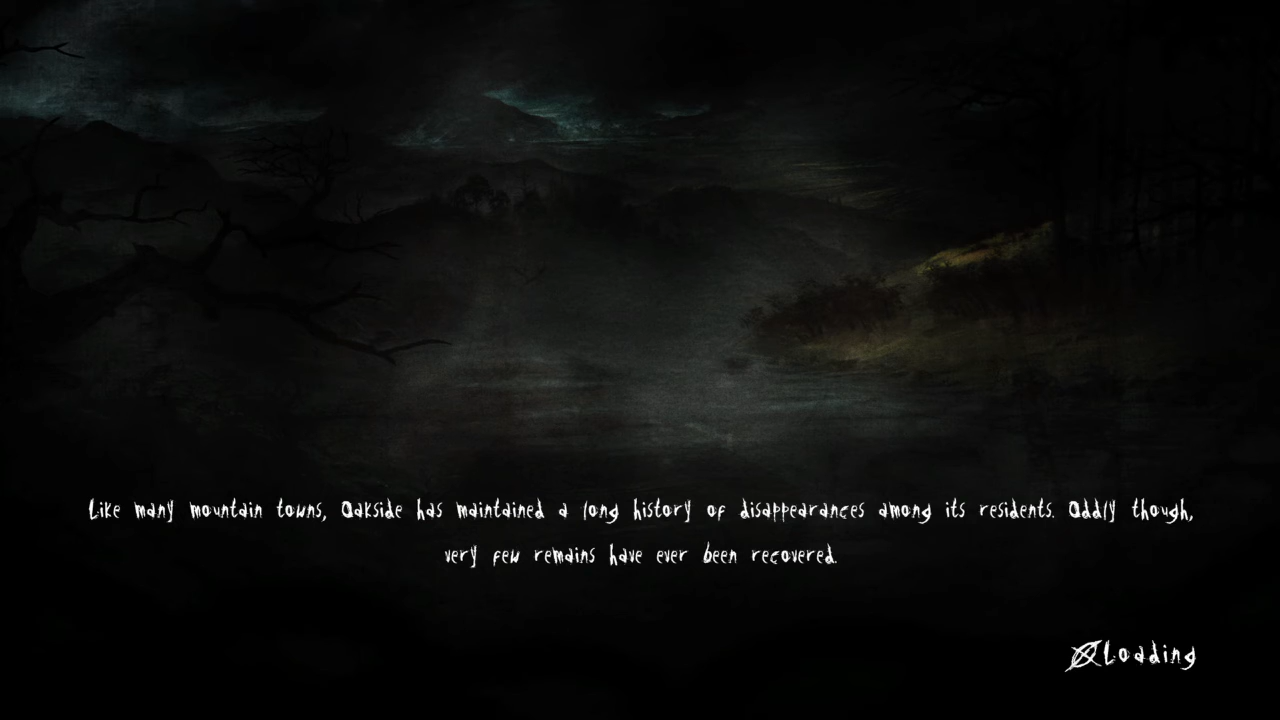 Like many mountain towns, Oakside has maintained a long history of disappearances among its residents. Oddly though,
very few remains have ever been recovered.
Loading